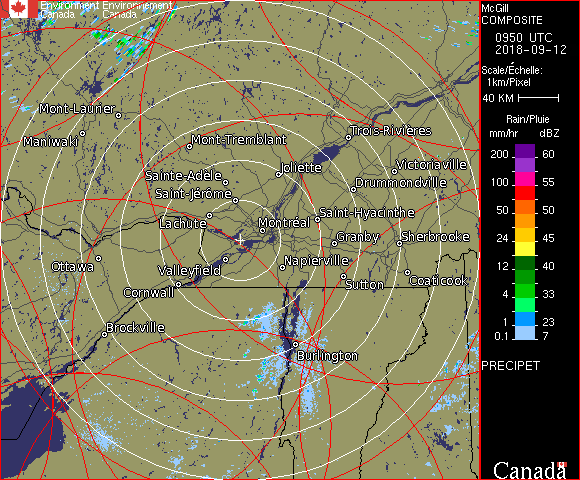 Environment Environnement
Canada Canada
Mont-Laurier
Maniwaki
Mont-Tremblant
Trois-Rivières
Sainte-Adèle
Joliette
Victoriaville
Saint-Jérôme
Drummondville
Lachute
Montréal
Saint-Hyacinthe
Granby
Sherbrooke
Ottawa
Valleyfield
Napierville
Cornwall
Sutton
Coaticook
Brockville
Burlington
McGill
COMPOSITE
0950 UTC
2018-09-12
Scale/Échelle:
1km/Pixel
40 KM
Rain/Pluie
mm/hr dBZ
200 60
100 55
50 50
24 45
12 40
4 33
1 23
0.1 7
PRECIPET
Canada